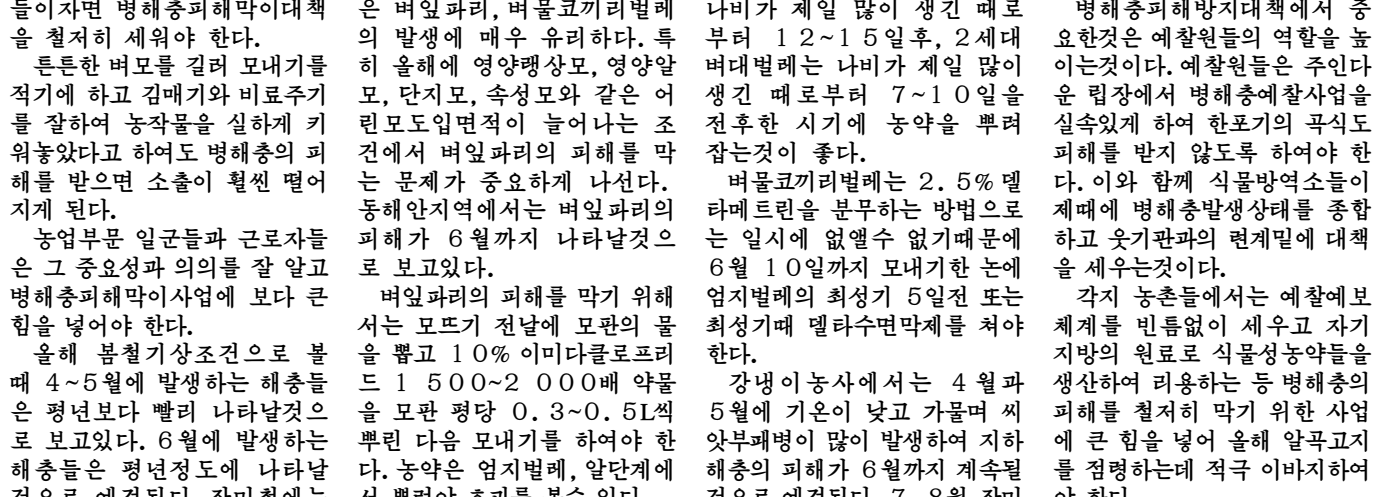 들이자면 병해충피해막이대책
을 철저히 세워야 한다.
튼튼한 벼모를 길러 모내기를
적기에 하고 김매기와 비료주기
를 잘하여 농작물을 실하게 키
워놓았다고 하여도 병해충의 피
해를 받으면 소출이 훨씬 떨어
지게 된다.
농업부문 일군들과 근로자들
은 그 중요성과 의의를 잘 알고
병해충피해막이사업에 보다 큰
힘을 넣어야 한다.
올해 봄철기상조건으로 볼
때 4~5월에 발생하는 해충들
은 평년보다 빨리 나타날것으
로 보고있다. 6월에 발생하는
해충들은 평년정도에 나타날
것으로 예견된다. 장마철에는
은 벼잎파리, 벼물코끼리벌레
의 발생에 매우 유리하다. 특
히 올해에 영양랭상모, 영양알
모, 단지모, 속성모와 같은 어
린모도입면적이 늘어나는 조
건에서 벼잎파리의 피해를 막
는 문제가 중요하게 나선다.
동해안지역에서는 벼잎파리의
피해가 6월까지 나타날것으
로 보고있다.
벼잎파리의 피해를 막기 위해
서는 모뜨기 전날에 모판의 물
을 뽑고 10% 이미다클로프리
드 1 500~2 000배 약물
을 모판 평당 0. 3~0. 5L씩
뿌린 다음 모내기를 하여야 한
다. 농약은 엄지벌레, 알단계에
서 뿌려야 효과를 볼수 있다.
나비가 제일 많이 생긴 때로
부터 12~15일후, 2세대
벼대벌레는 나비가 제일 많이
생긴 때로부터 7~10일을
전후한 시기에 농약을 뿌려
잡는것이 좋다.
벼물코끼리벌레는 2. 5% 델
타메트린을 분무하는 방법으로
는 일시에 없앨수 없기때문에
6월 10일까지 모내기한 논에
엄지벌레의 최성기 5일전 또는
최성기때 델타수면막제를 쳐야
한다.
강냉이농사에서는 4월과
5월에 기온이 낮고 가물며 씨
앗부패병이 많이 발생하여 지하
해충의 피해가 6월까지 계속될
것으로 예견된다. 7, 8월 장마
병해충피해방지대책에서 중
요한것은 예찰원들의 역할을 높
이는것이다. 예찰원들은 주인다
운 립장에서 병해충예찰사업을
실속있게 하여 한포기의 곡식도
피해를 받지 않도록 하여야 한
다. 이와 함께 식물방역소들이
제때에 병해충발생상태를 종합
하고 웃기관과의 련계밑에 대책
을 세우는것이다.
각지 농촌들에서는 예찰예보
체계를 빈틈없이 세우고 자기
지방의 원료로 식물성농약들을
생산하여 리용하는 등 병해충의
피해를 철저히 막기 위한 사업
에 큰 힘을 넣어 올해 알곡고지
를 점령하는데 적극 이바지하여
야 한다.